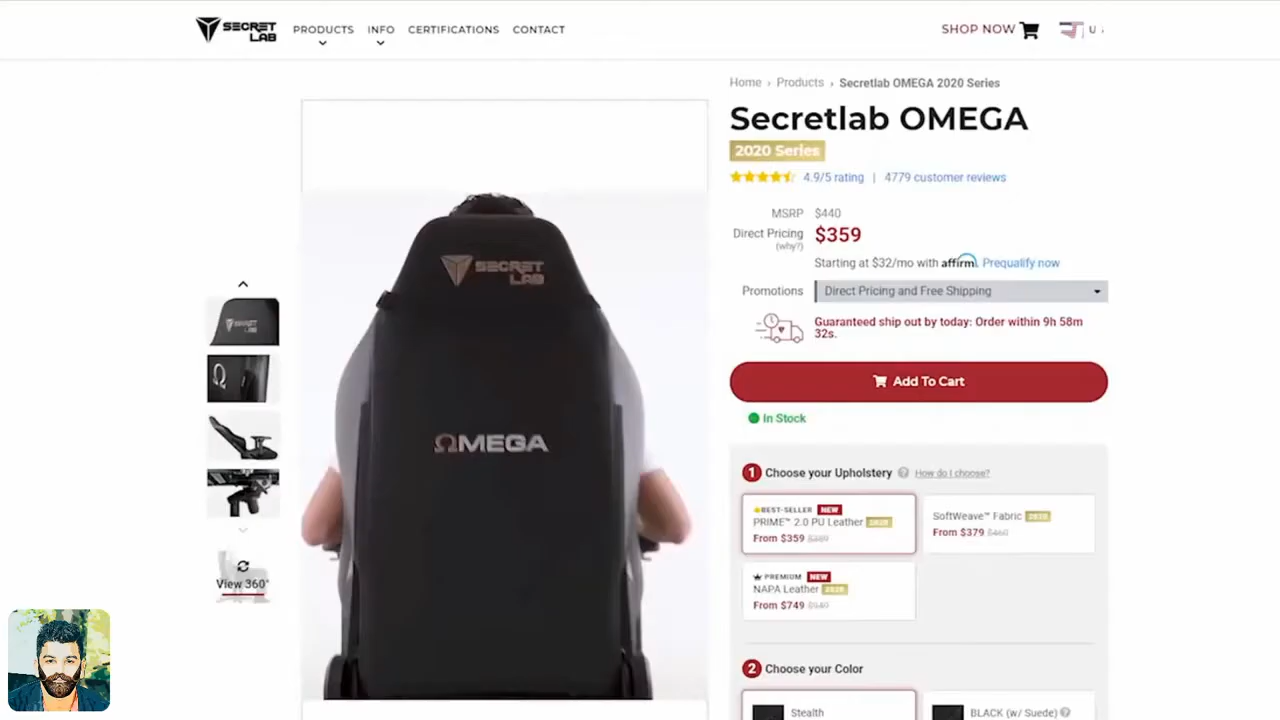 SECRET
LAB
PRODUCTS
INFO
CERTIFICATIONS
CONTACT
SHOP NOW
U
Home › Products › Secretlab OMEGA 2020 Series
Secretlab OMEGA
2020 Series
4.9/5 rating | 4779 customer reviews
MSRP $440
Direct Pricing $359
(why?)
Starting at $32/mo with affirm. Prequalify now
Promotions Direct Pricing and Free Shipping
Guaranteed ship out by today: Order within 9h 58m
32s.
Add To Cart
In Stock
SECRET
LAB
ΩMEGA
SECRET
LAB
Ω
View 360°
1 Choose your Upholstery ? How do I choose?
BEST-SELLER NEW
PRIME™ 2.0 PU Leather 2020
From $359 $389
SoftWeave™ Fabric 2020
From $379 $460
PREMIUM NEW
NAPA Leather 2020
From $749 $949
2 Choose your Color
Stealth
BLACK (w/ Suede) ?